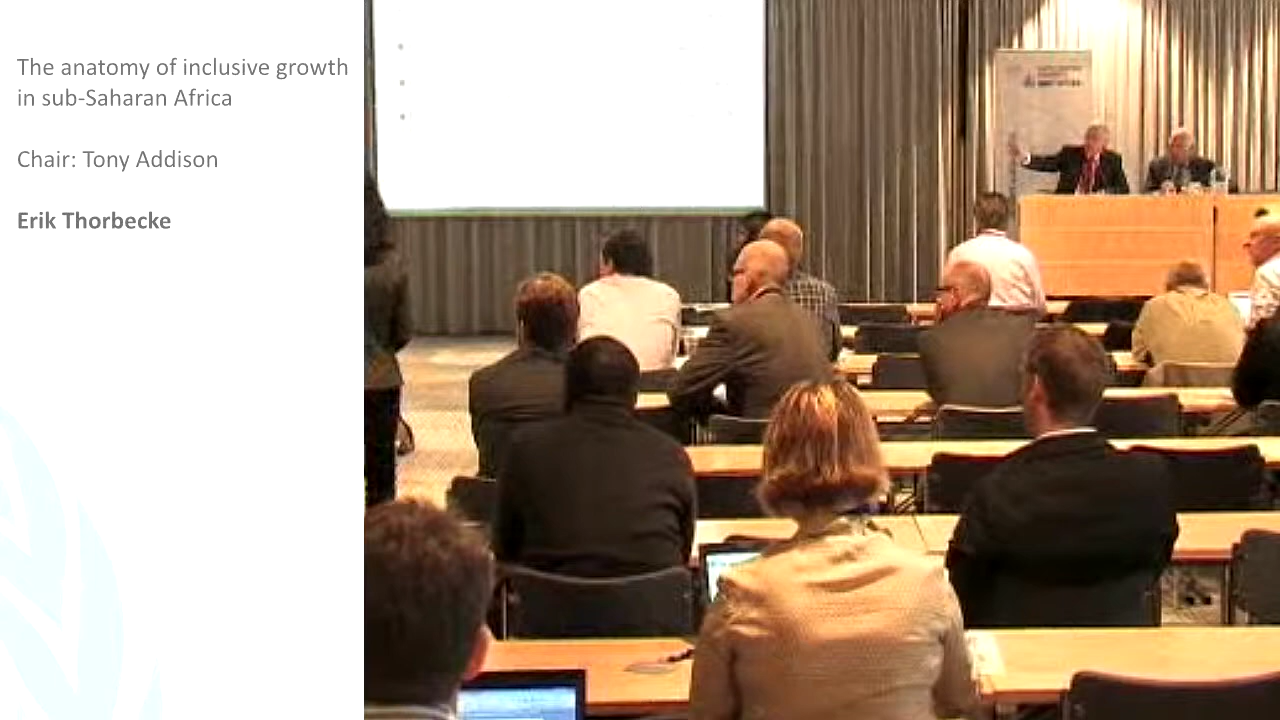 The anatomy of inclusive growth
in sub-Saharan Africa
Chair: Tony Addison
Erik Thorbecke